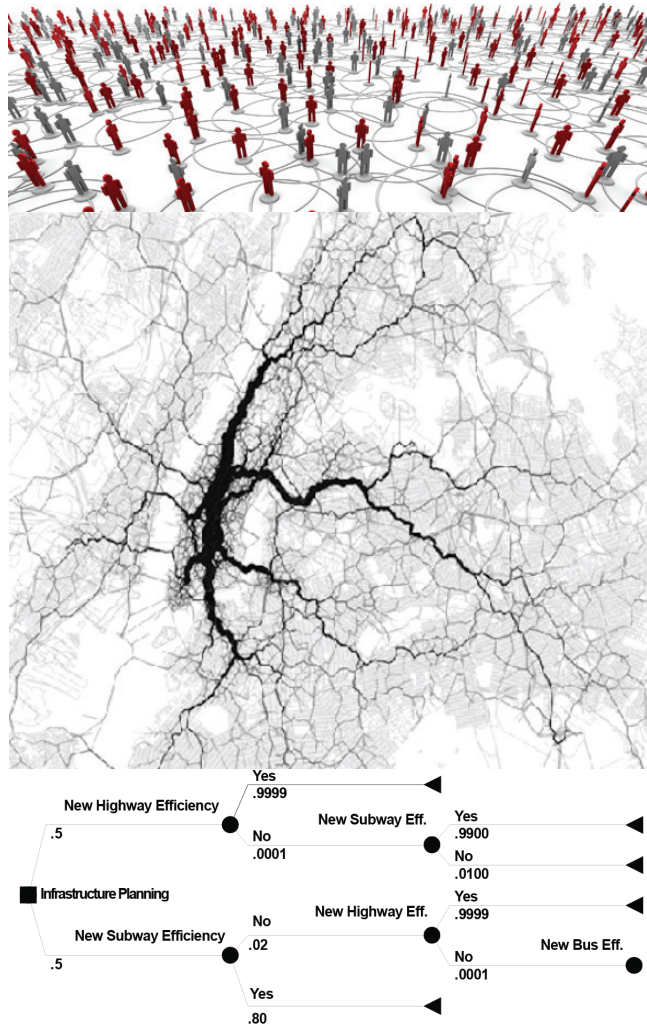 Yes
.9999
New Highway Efficiency
.5
No
.0001
New Subway Eff.
Yes
.9900
No
.0100
Infrastructure Planning
New Subway Efficiency
.5
No
.02
New Highway Eff.
Yes
.9999
No
.0001
New Bus Eff.
Yes
.80